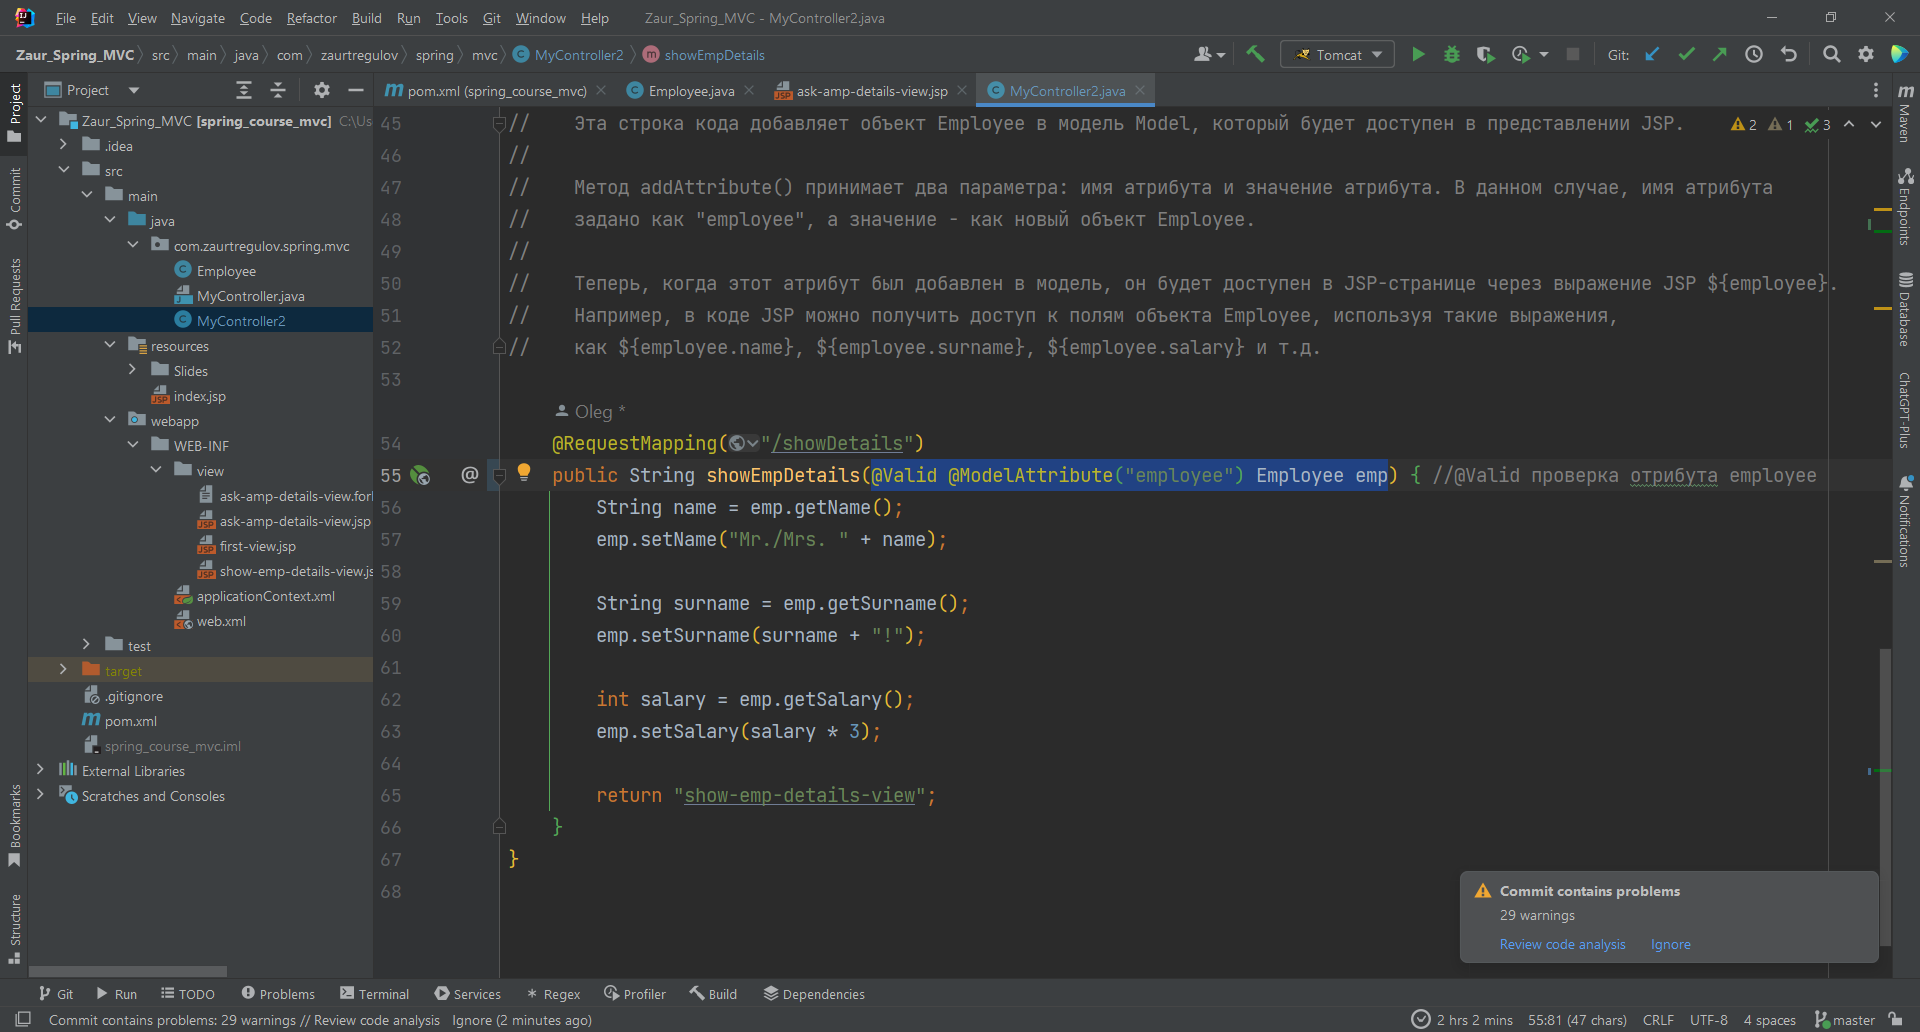 File Edit View Navigate Code Refactor Build Run Tools Git Window Help Zaur_Spring_MVC - MyController2.java
Zaur_Spring_MVC src main java com zaurtregulov spring mvc MyController2 showEmpDetails Tomcat Git:
Project
pom.xml (spring_course_mvc) Employee.java ask-amp-details-view.jsp MyController2.java
Project
Commit
Pull Requests
Bookmarks
Structure
Zaur_Spring_MVC [spring_course_mvc] C:\Us
.idea
src
main
java
com.zaurtregulov.spring.mvc
Employee
MyController.java
MyController2
resources
Slides
index.jsp
webapp
WEB-INF
view
ask-amp-details-view.for
ask-amp-details-view.jsp
first-view.jsp
show-emp-details-view.js
applicationContext.xml
web.xml
test
target
.gitignore
pom.xml
spring_course_mvc.iml
External Libraries
Scratches and Consoles
2 1 3
45 // Эта строка кода добавляет объект Employee в модель Model, который будет доступен в представлении JSP.
46 //
47 // Метод addAttribute() принимает два параметра: имя атрибута и значение атрибута. В данном случае, имя атрибута
48 // задано как "employee", а значение - как новый объект Employee.
49 //
50 // Теперь, когда этот атрибут был добавлен в модель, он будет доступен в JSP-странице через выражение JSP ${employee}.
51 // Например, в коде JSP можно получить доступ к полям объекта Employee, используя такие выражения,
52 // как ${employee.name}, ${employee.surname}, ${employee.salary} и т.д.
53
Oleg *
54 @RequestMapping("/showDetails")
55 @ public String showEmpDetails(@Valid @ModelAttribute("employee") Employee emp) { //@Valid проверка отрибута employee
56 String name = emp.getName();
57 emp.setName("Mr./Mrs. " + name);
58
59 String surname = emp.getSurname();
60 emp.setSurname(surname + "!");
61
62 int salary = emp.getSalary();
63 emp.setSalary(salary * 3);
64
65 return "show-emp-details-view";
66 }
67 }
68
Maven
Endpoints
Database
ChatGPT-Plus
Notifications
Commit contains problems
29 warnings
Review code analysis Ignore
Git Run TODO Problems Terminal Services Regex Profiler Build Dependencies
Commit contains problems: 29 warnings // Review code analysis Ignore (2 minutes ago) 2 hrs 2 mins 55:81 (47 chars) CRLF UTF-8 4 spaces master